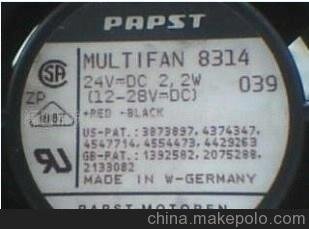 PAPST
MULTIFAN 8314
24V=DC 2,2W
(12-28V=DC)
039
+RED -BLACK
ZP
US-PAT.: 3873897, 4374347,
4547714, 4554473, 4429263
GB-PAT.: 1392582, 2075288,
2133082
MADE IN W-GERMANY
PAPST-MOTOREN
china.makepolo.com